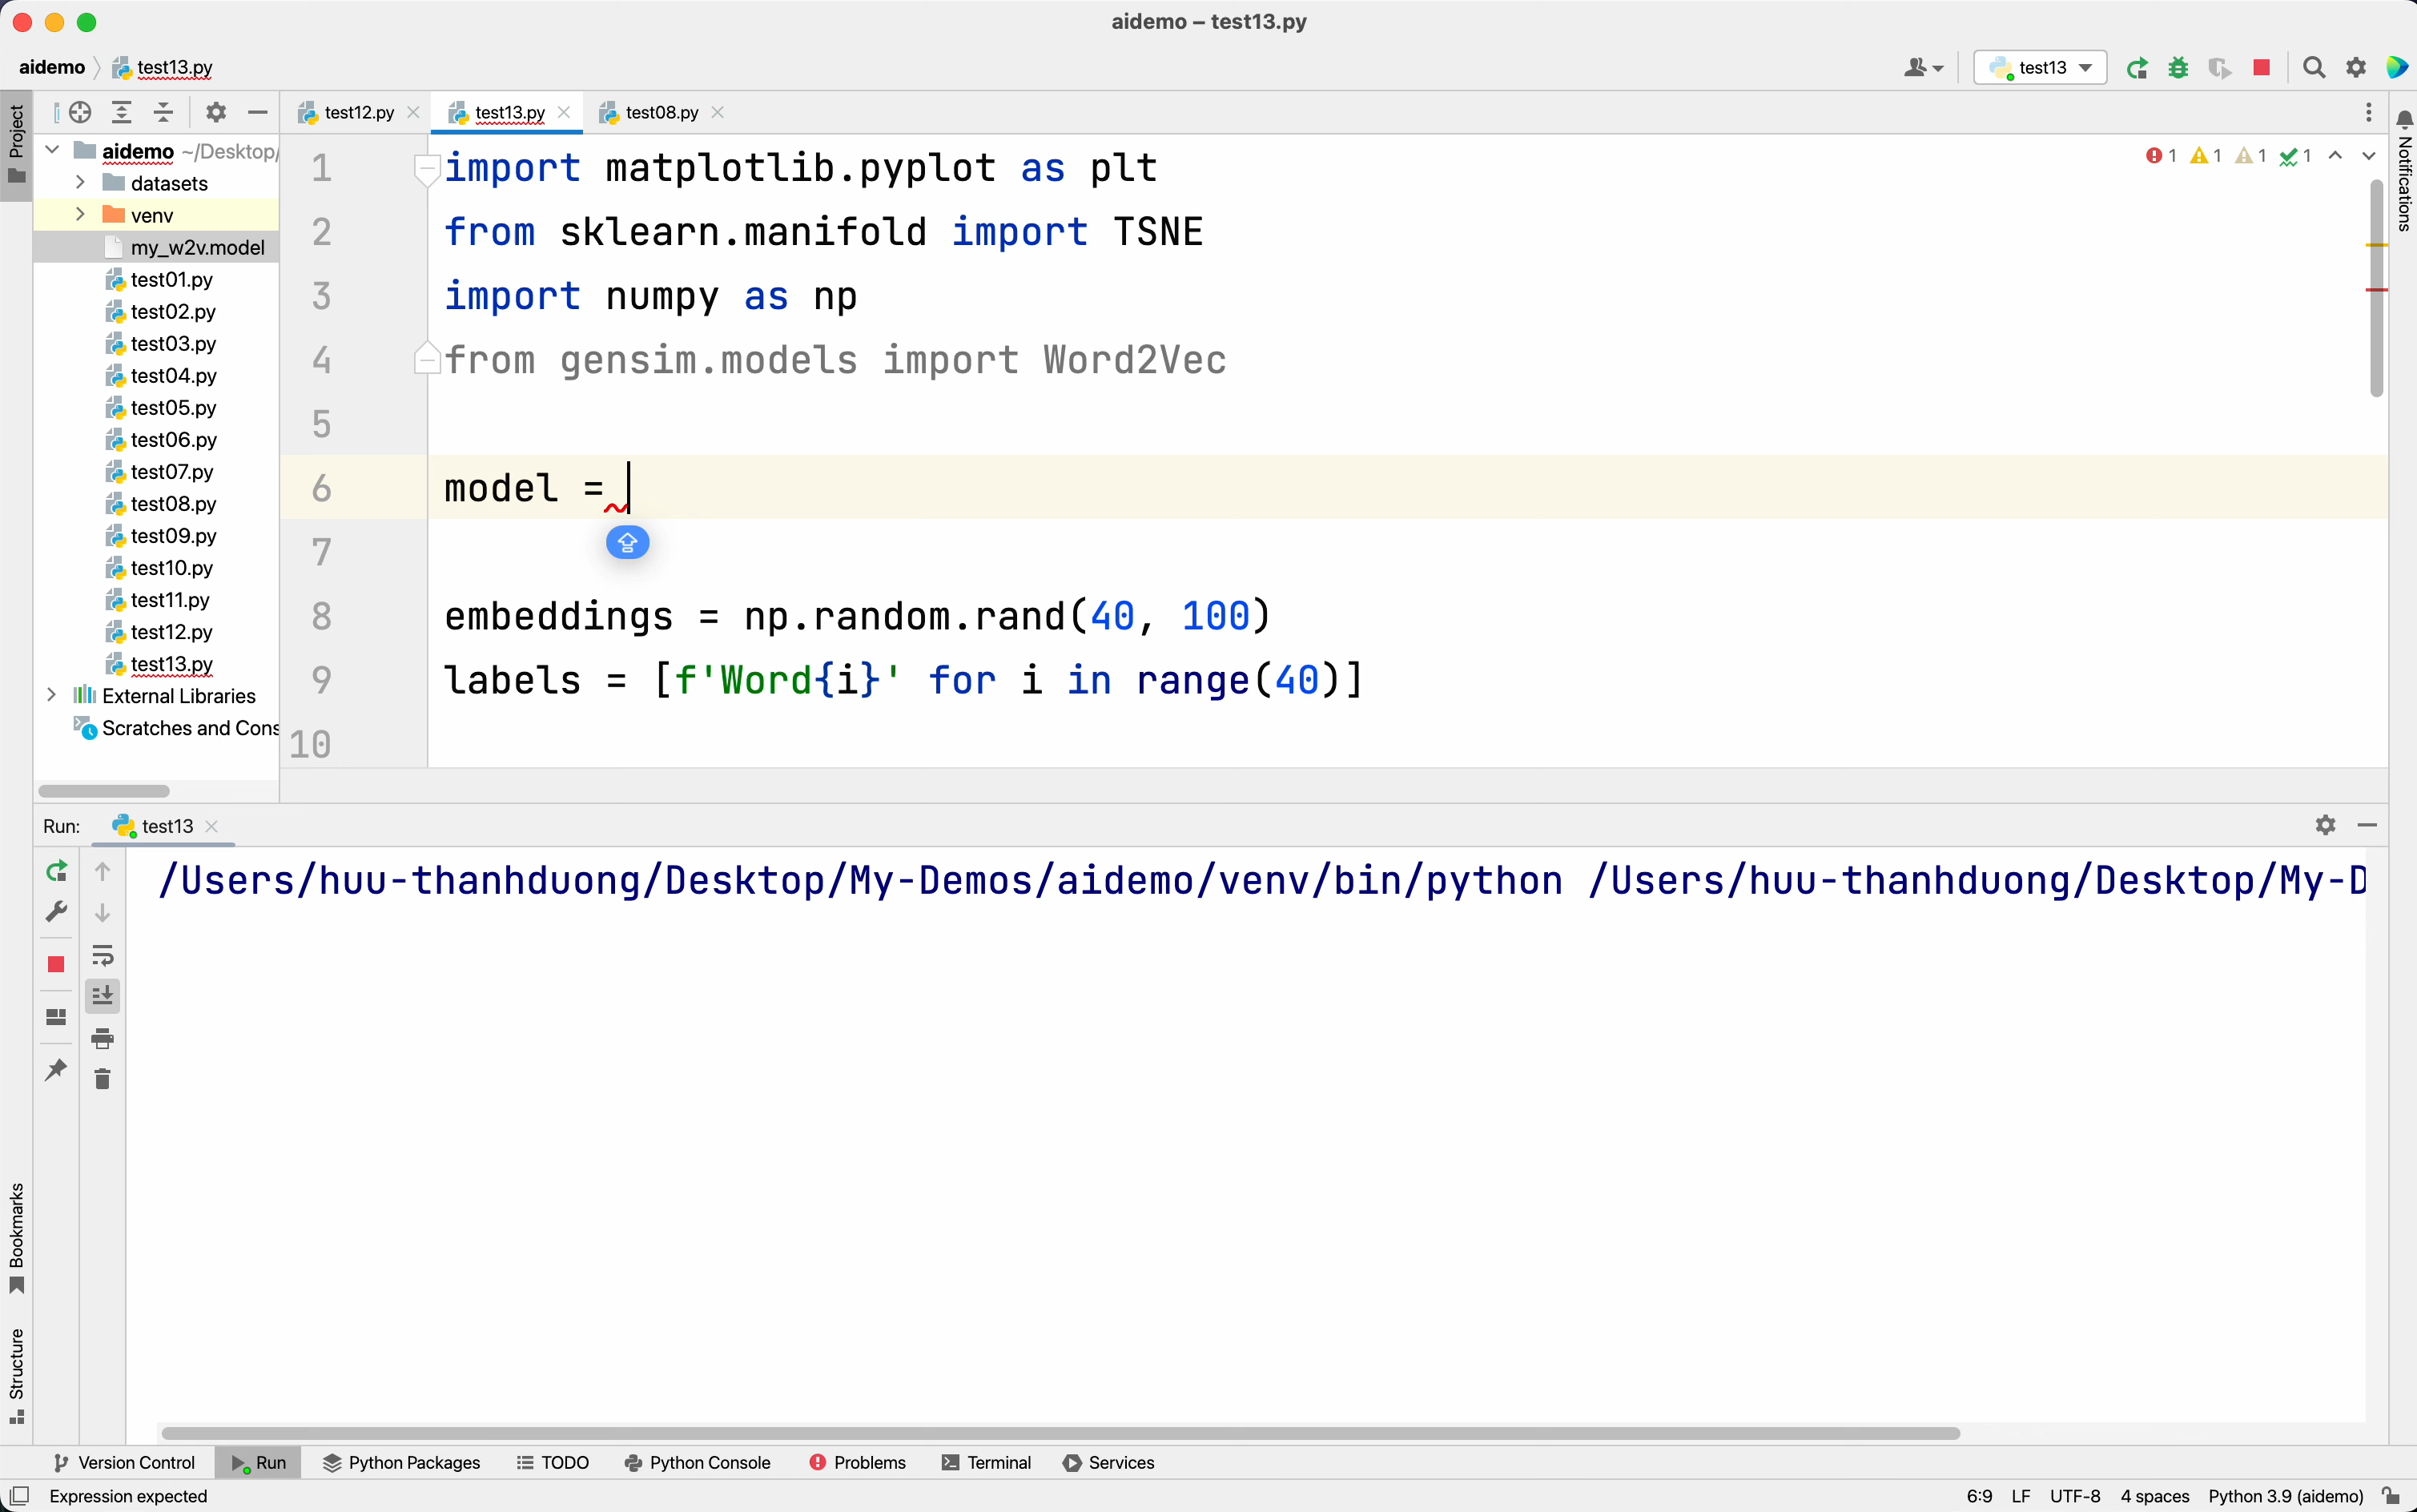 aidemo – test13.py
aidemo test13.py
test13
Project
test12.py
test13.py
test08.py
aidemo ~/Desktop/
datasets
venv
my_w2v.model
test01.py
test02.py
test03.py
test04.py
test05.py
test06.py
test07.py
test08.py
test09.py
test10.py
test11.py
test12.py
test13.py
External Libraries
Scratches and Cons
1 import matplotlib.pyplot as plt
2 from sklearn.manifold import TSNE
3 import numpy as np
4 from gensim.models import Word2Vec
5
6 model =
7
8 embeddings = np.random.rand(40, 100)
9 labels = [f'Word{i}' for i in range(40)]
10
1 1 1 1
Notifications
Run: test13
/Users/huu-thanhduong/Desktop/My-Demos/aidemo/venv/bin/python /Users/huu-thanhduong/Desktop/My-D
Bookmarks
Structure
Version Control Run Python Packages TODO Python Console Problems Terminal Services
Expression expected
6:9 LF UTF-8 4 spaces Python 3.9 (aidemo)